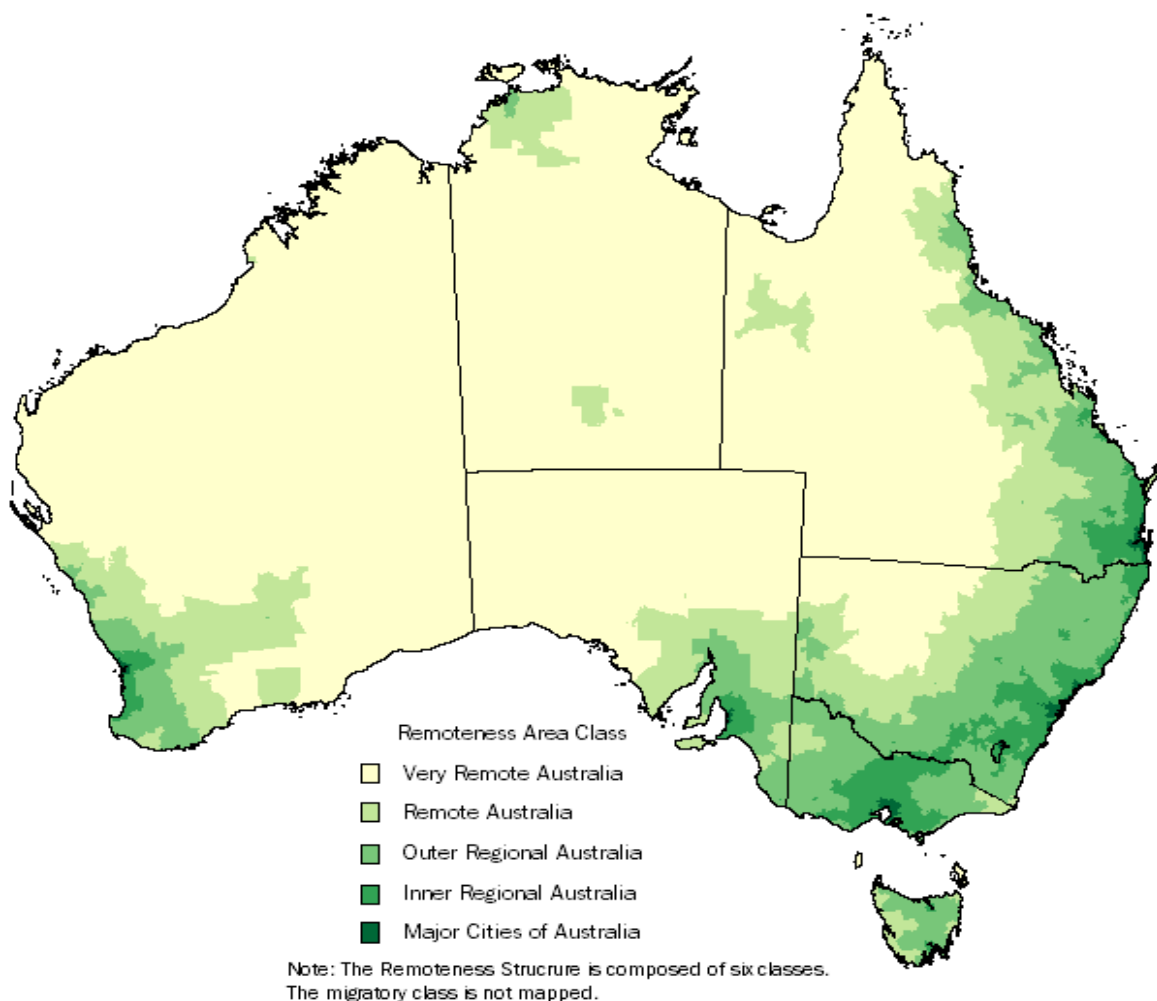 Remoteness Area Class
Very Remote Australia
Remote Australia
Outer Regional Australia
Inner Regional Australia
Major Cities of Australia
Note: The Remoteness Strucrure is composed of six classes.
The migratory class is not mapped.